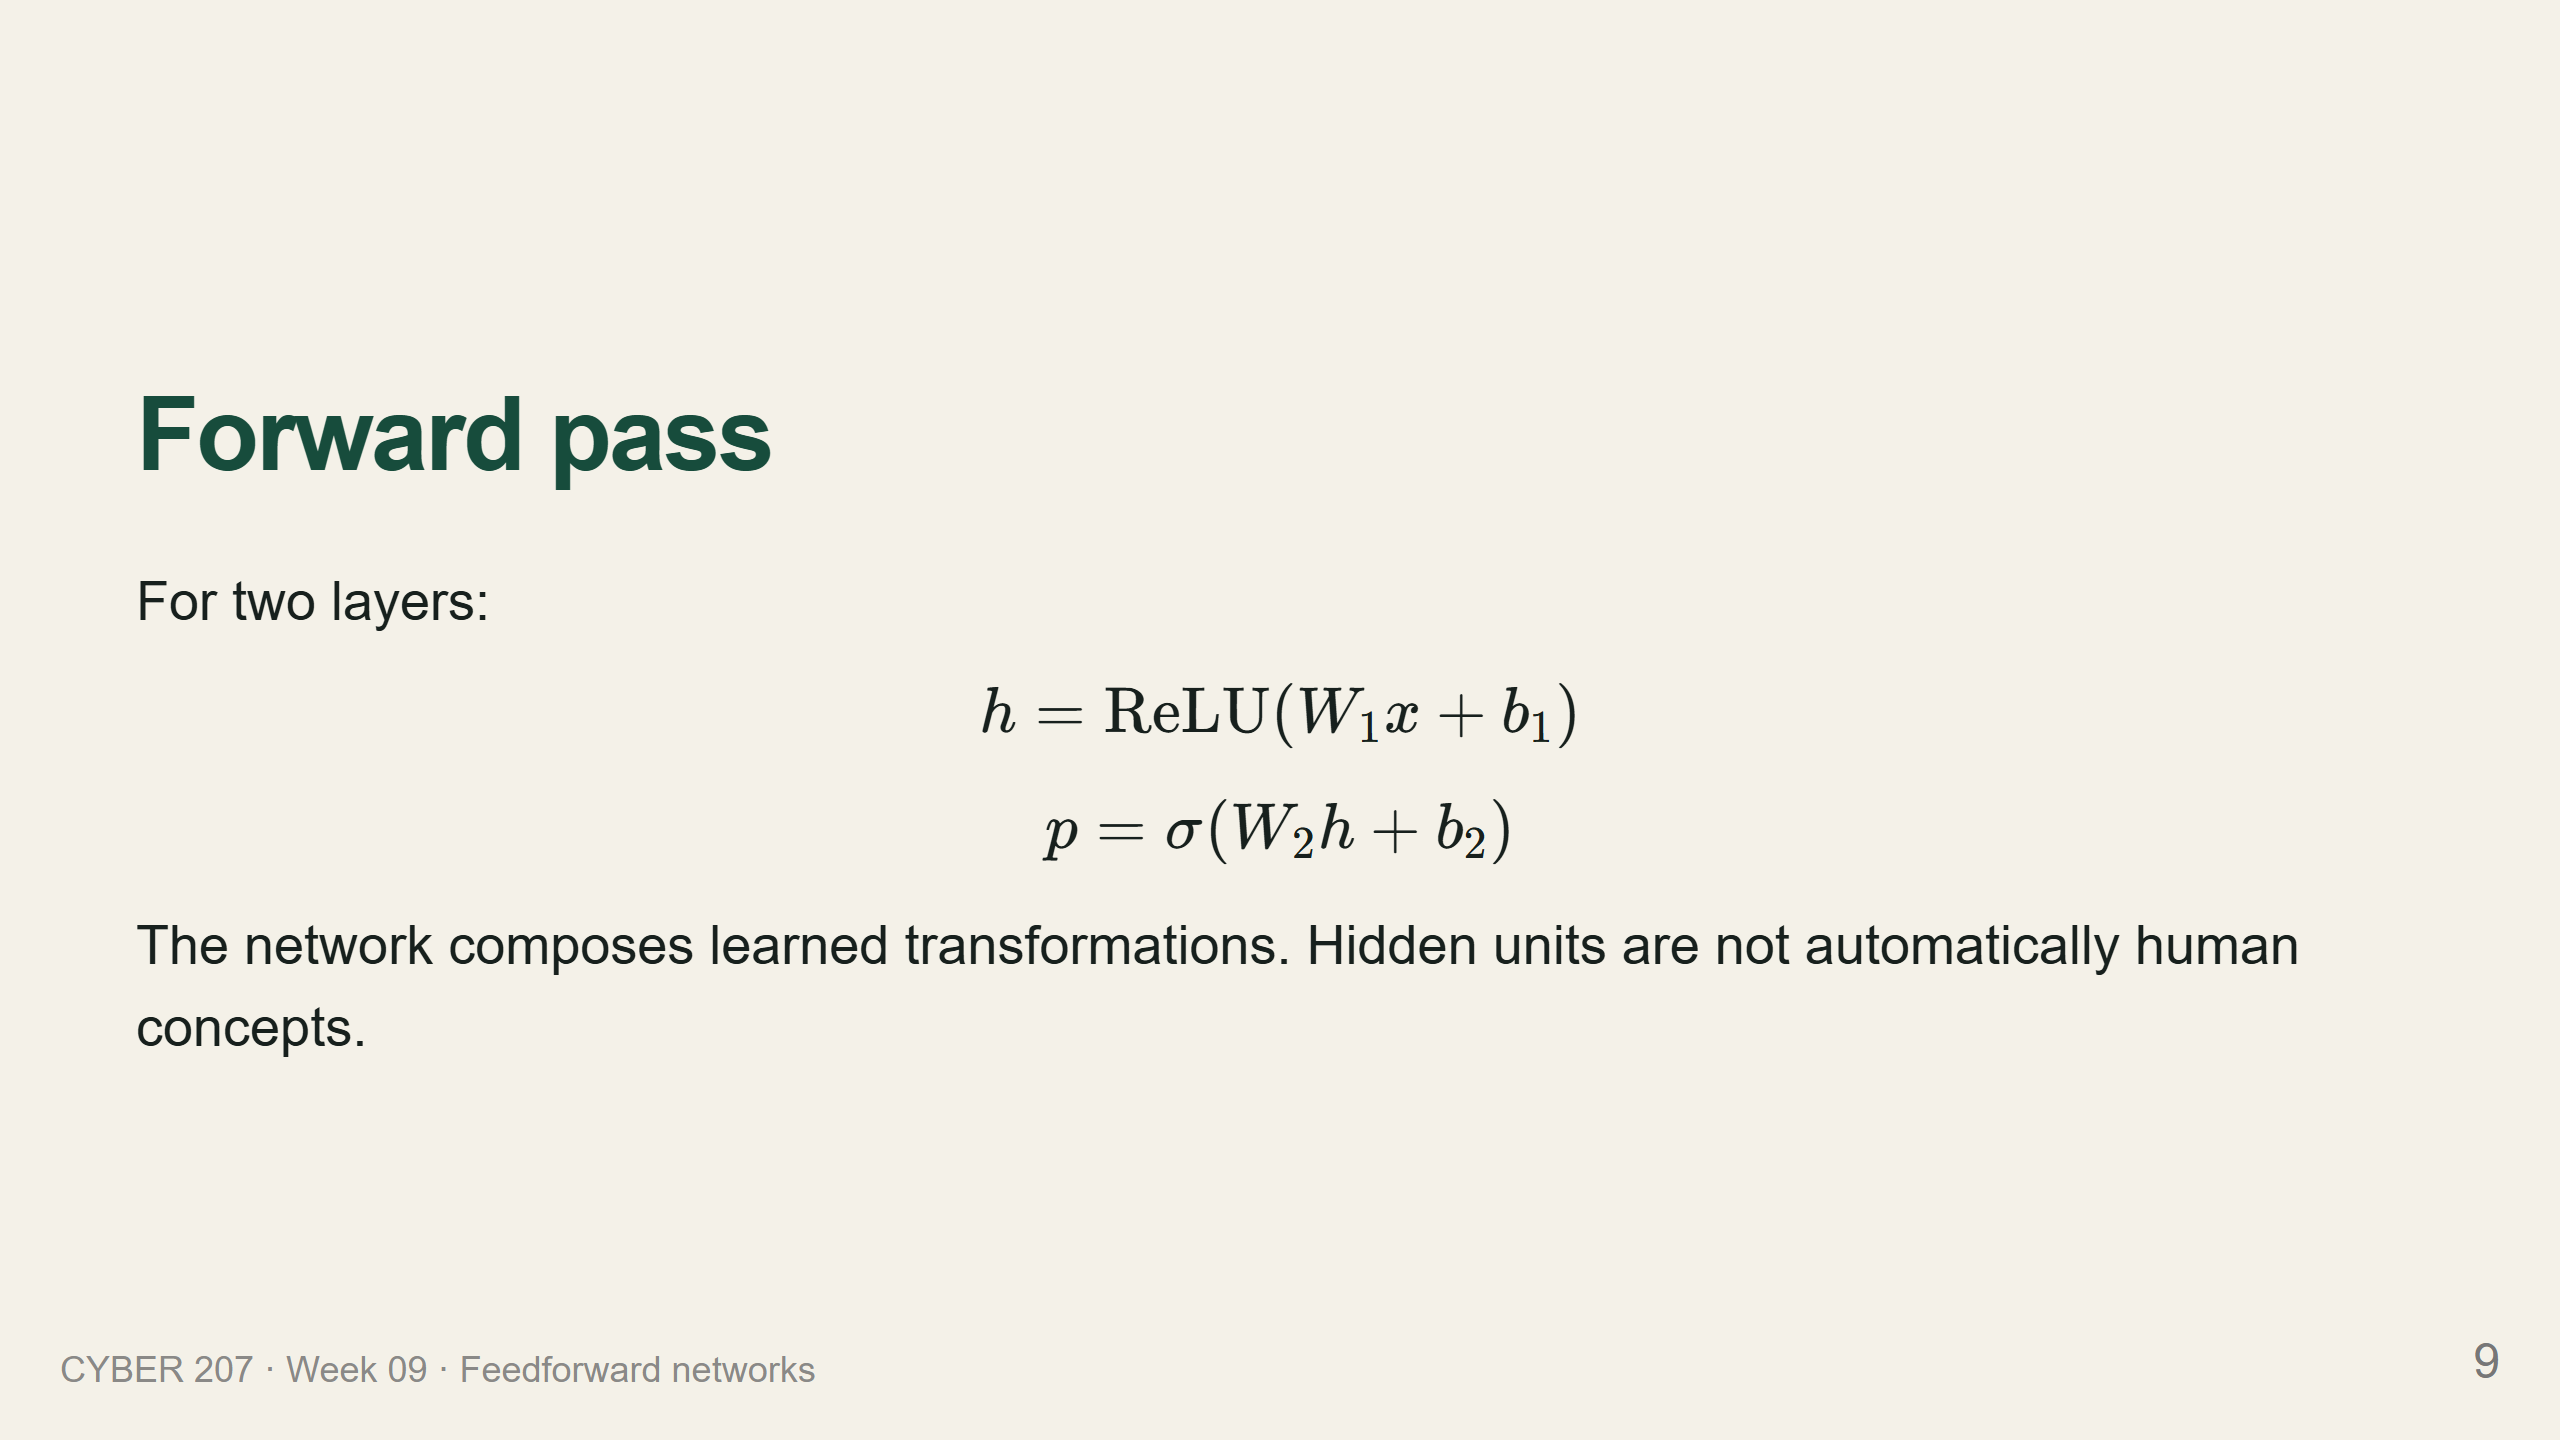 Forward pass
For two layers:
h = ReLU(W₁x + b₁)
p = σ(W₂h + b₂)
The network composes learned transformations. Hidden units are not automatically human
concepts.
CYBER 207 · Week 09 · Feedforward networks
9